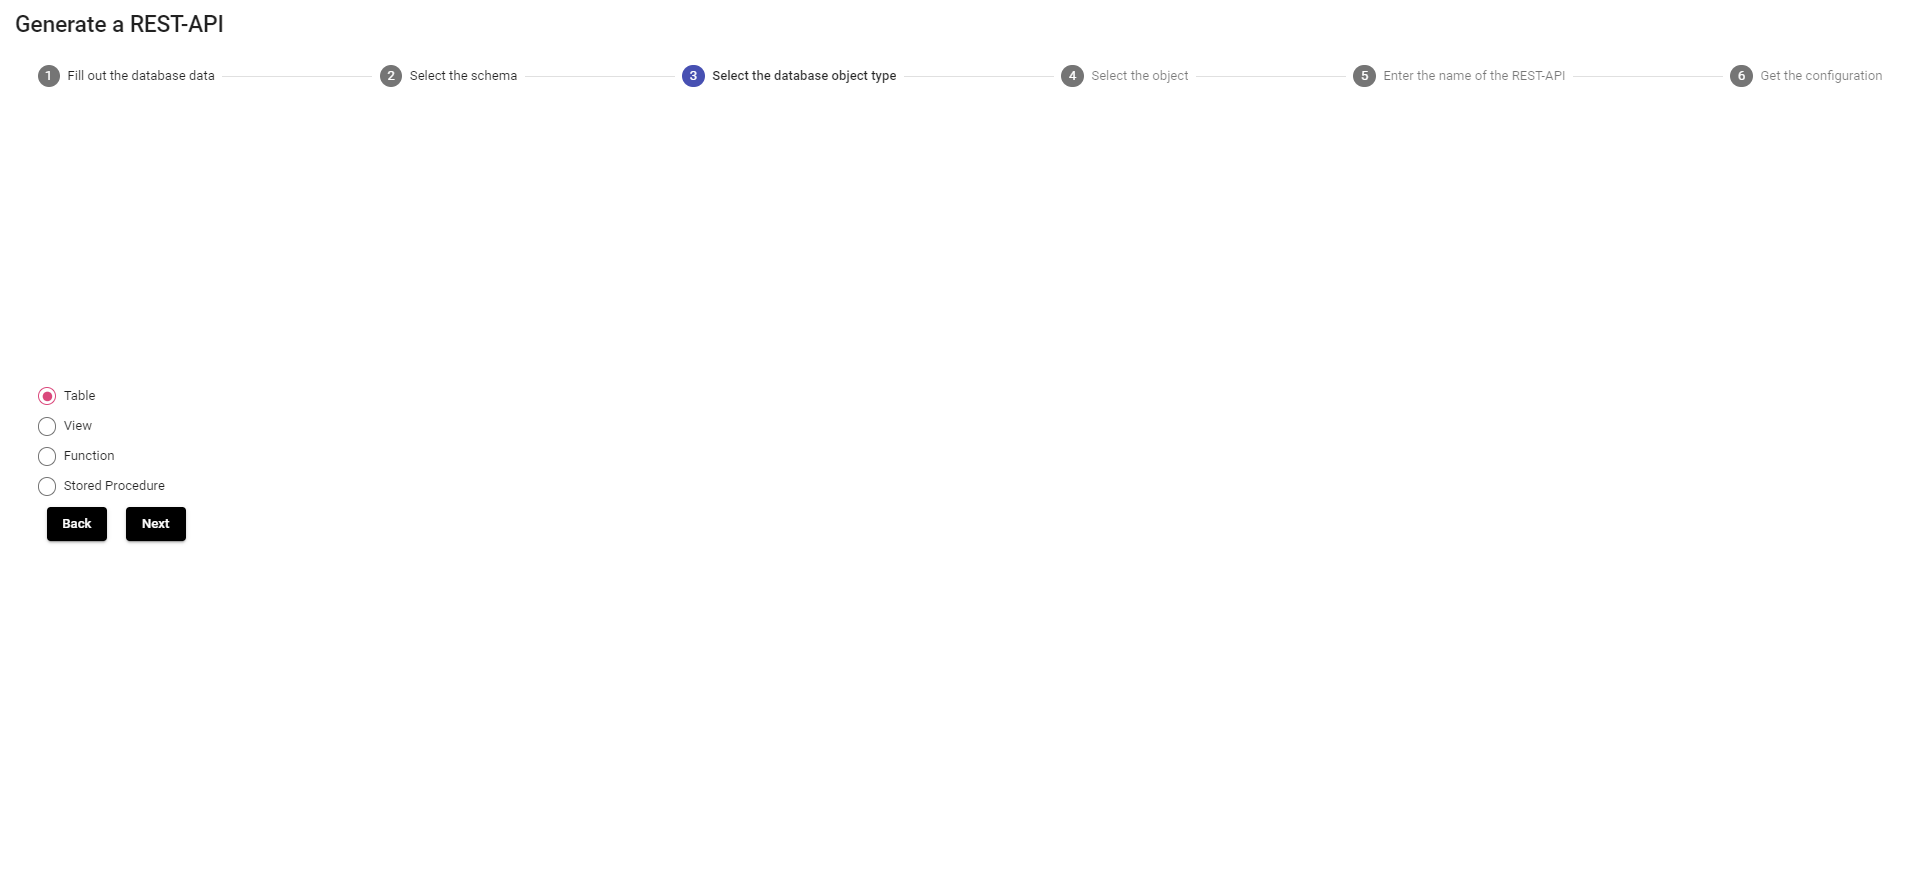 Generate a REST-API
1 Fill out the database data 2 Select the schema 3 Select the database object type 4 Select the object 5 Enter the name of the REST-API 6 Get the configuration
Table
View
Function
Stored Procedure
Back Next